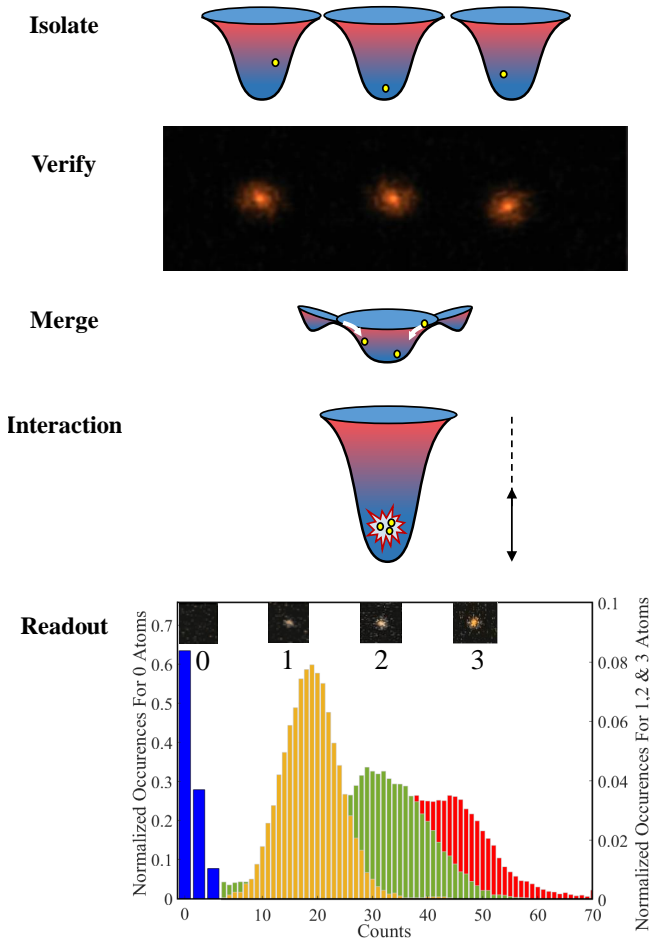 Isolate
Verify
Merge
Interaction
Readout
Normalized Occurences For 0 Atoms
0.7
0.6
0.5
0.4
0.3
0.2
0.1
0
0 1 2 3
0.1
0.08
0.06
0.04
0.02
0
Normalized Occurences For 1,2 & 3 Atoms
0 10 20 30 40 50 60 70
Counts